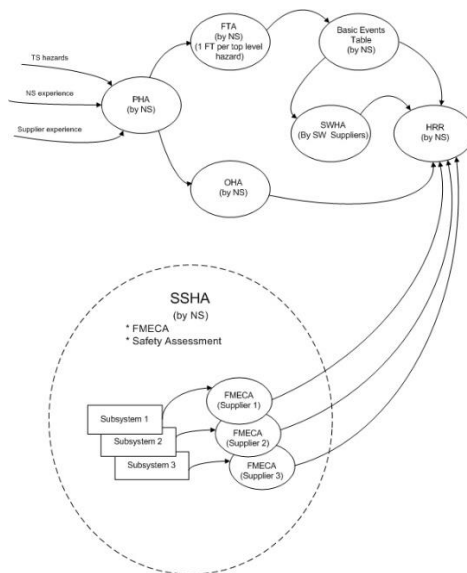 FTA
(by NS)
(1 FT per top level
hazard)
Basic Events
Table
(by NS)
TS hazards
NS experience
Supplier experience
PHA
(by NS)
SWHA
(By SW Suppliers)
HRR
(by NS)
OHA
(by NS)
SSHA
(by NS)
* FMECA
* Safety Assessment
Subsystem 1
FMECA
(Supplier 1)
Subsystem 2
FMECA
(Supplier 2)
Subsystem 3
FMECA
(Supplier 3)